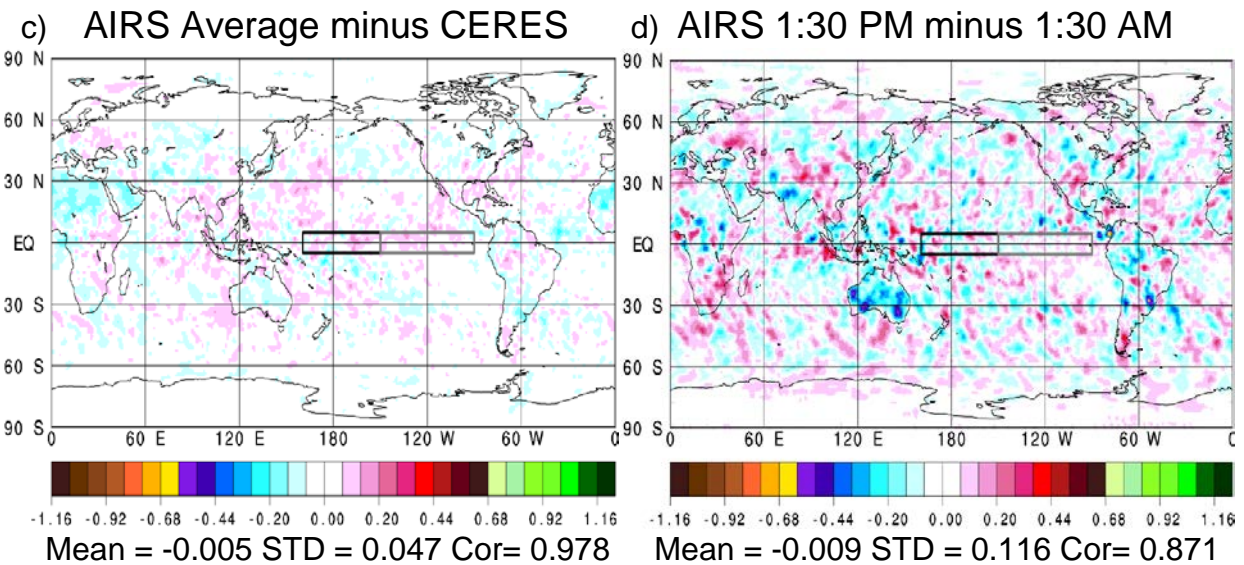 c) AIRS Average minus CERES
90 N
60 N
30 N
EQ
30 S
60 S
90 S
0 60 E 120 E 180 120 W 60 W 0
-1.16 -0.92 -0.68 -0.44 -0.20 0.00 0.20 0.44 0.68 0.92 1.16
Mean = -0.005 STD = 0.047 Cor= 0.978
d) AIRS 1:30 PM minus 1:30 AM
90 N
60 N
30 N
EQ
30 S
60 S
90 S
0 60 E 120 E 180 120 W 60 W 0
-1.16 -0.92 -0.68 -0.44 -0.20 0.00 0.20 0.44 0.68 0.92 1.16
Mean = -0.009 STD = 0.116 Cor= 0.871